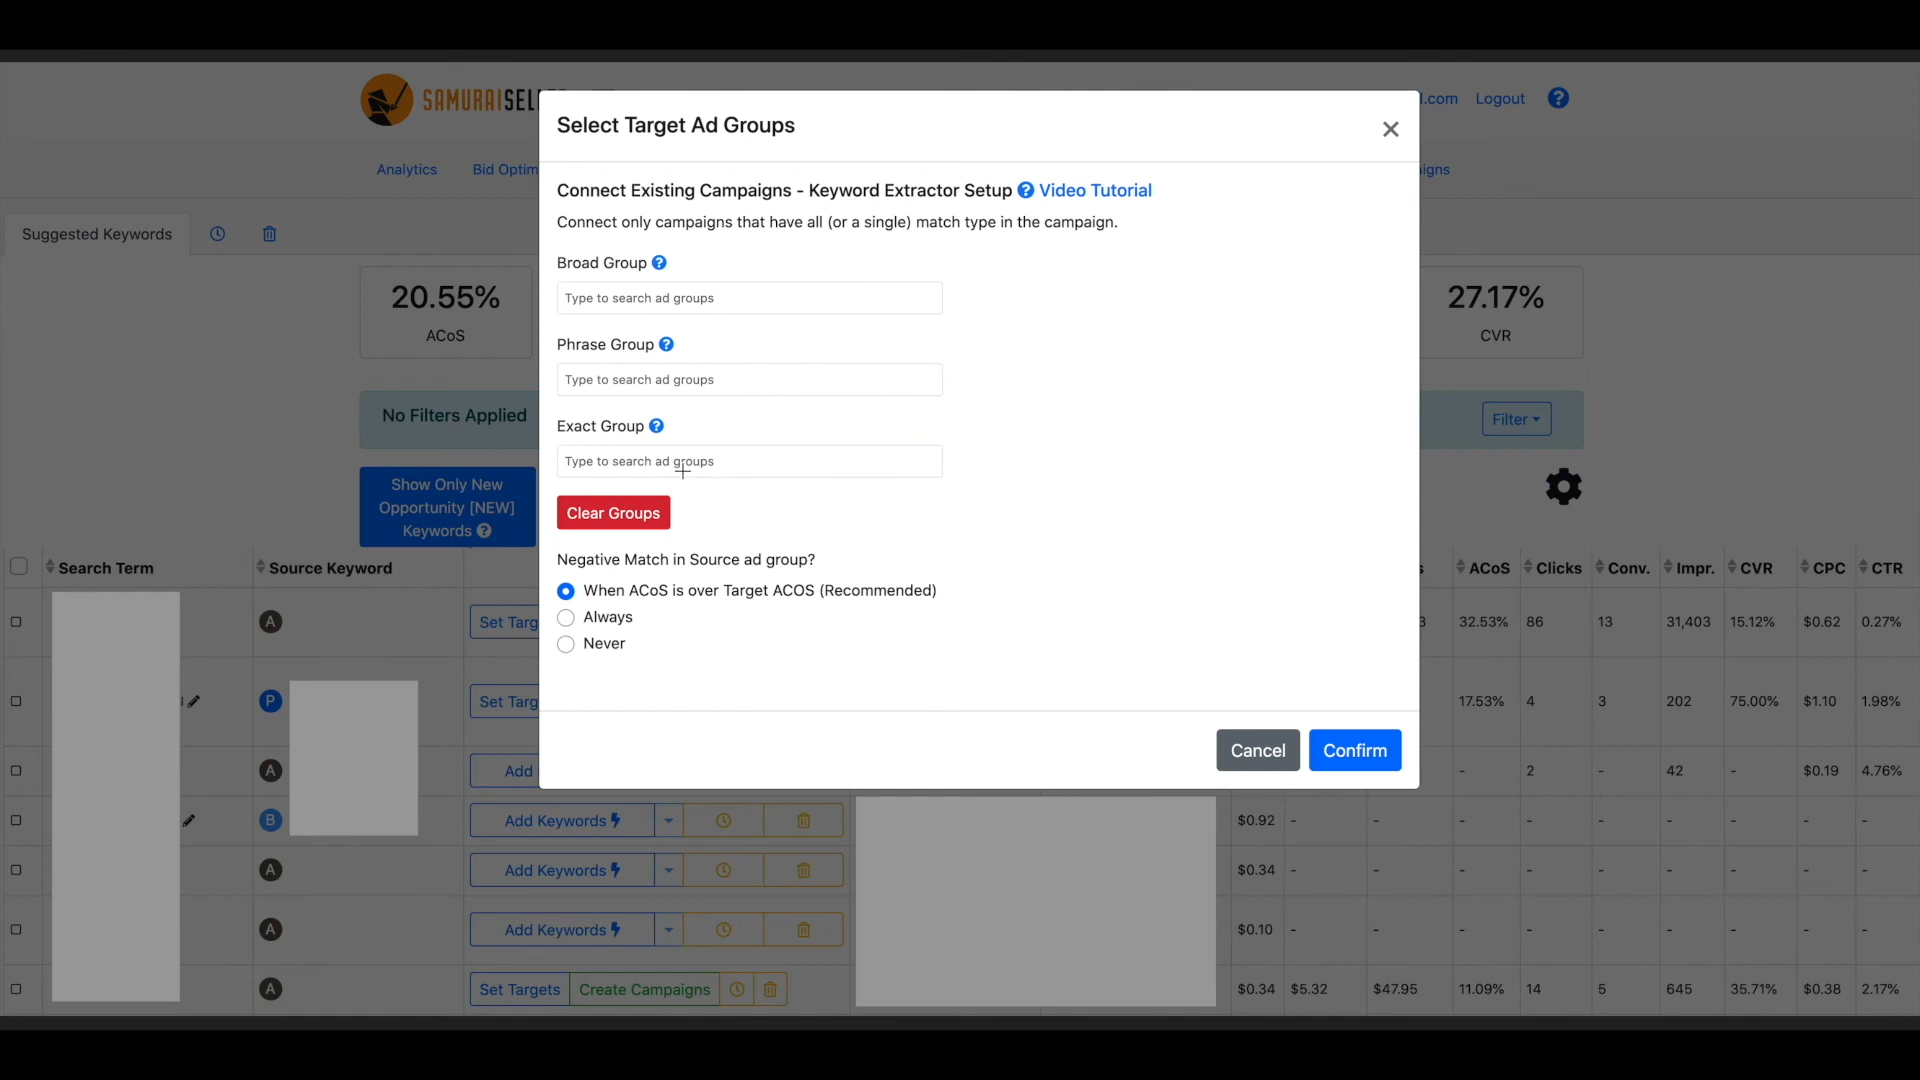 SAMURAISEL
l.com Logout ?
Select Target Ad Groups
Analytics Bid Optim igns
Connect Existing Campaigns - Keyword Extractor Setup ? Video Tutorial
Connect only campaigns that have all (or a single) match type in the campaign.
Suggested Keywords
Broad Group ?
Type to search ad groups
20.55%
ACoS
27.17%
CVR
Phrase Group ?
Type to search ad groups
No Filters Applied
Filter
Exact Group ?
Type to search ad groups
Show Only New
Opportunity [NEW]
Keywords ?
Clear Groups
Negative Match in Source ad group?
When ACoS is over Target ACOS (Recommended)
Always
Never
Cancel Confirm
Search Term Source Keyword s ACoS Clicks Conv. Impr. CVR CPC CTR
A Set Targ 3 32.53% 86 13 31,403 15.12% $0.62 0.27%
l P Set Targ 17.53% 4 3 202 75.00% $1.10 1.98%
A Add - 2 - 42 - $0.19 4.76%
B Add Keywords $0.92 - - - - - - - - -
A Add Keywords $0.34 - - - - - - - - -
A Add Keywords $0.10 - - - - - - - - -
A Set Targets Create Campaigns $0.34 $5.32 $47.95 11.09% 14 5 645 35.71% $0.38 2.17%